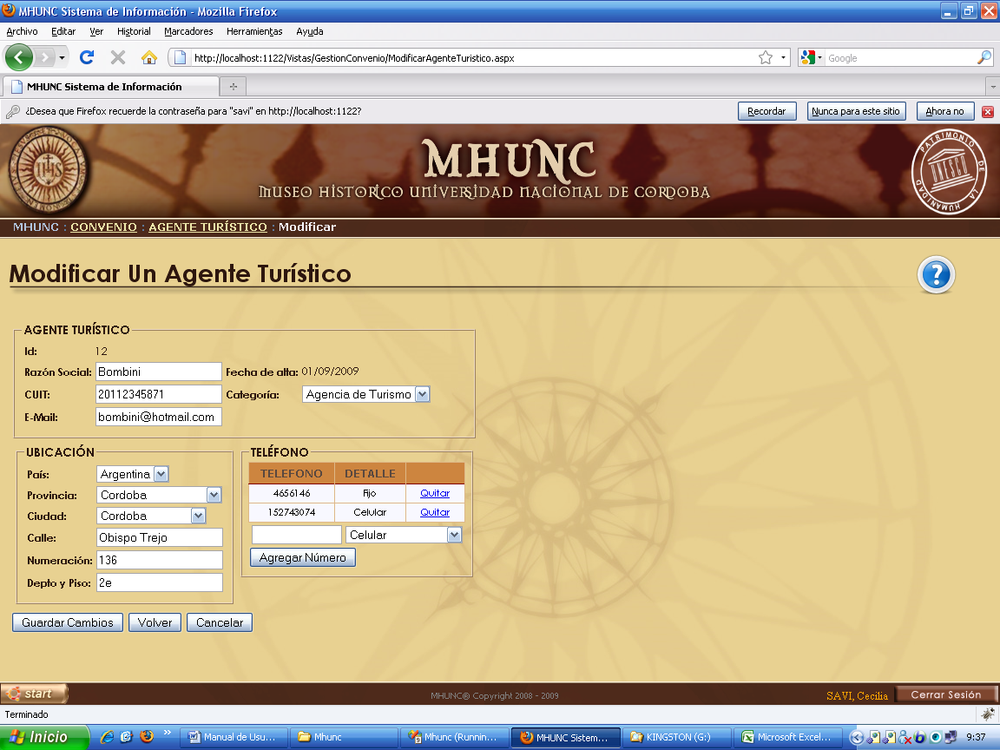 MHUNC Sistema de Información - Mozilla Firefox
Archivo Editar Ver Historial Marcadores Herramientas Ayuda
http://localhost:1122/Vistas/GestionConvenio/ModificarAgenteTuristico.aspx Google
MHUNC Sistema de Información
¿Desea que Firefox recuerde la contraseña para "savi" en http://localhost:1122? Recordar Nunca para este sitio Ahora no
MHUNC
MUSEO HISTORICO UNIVERSIDAD NACIONAL DE CORDOBA
PATRIMONIO DE LA HUMANIDAD
UNESCO
MHUNC : CONVENIO : AGENTE TURÍSTICO : Modificar
Modificar Un Agente Turístico
?
AGENTE TURÍSTICO
Id: 12
Razón Social: Bombini Fecha de alta: 01/09/2009
CUIT: 20112345871 Categoría: Agencia de Turismo
E-Mail: bombini@hotmail.com
UBICACIÓN
País: Argentina
Provincia: Cordoba
Ciudad: Cordoba
Calle: Obispo Trejo
Numeración: 136
Depto y Piso: 2e
TELÉFONO
TELEFONO DETALLE
4656146 Fijo Quitar
152743074 Celular Quitar
Celular
Agregar Número
Guardar Cambios Volver Cancelar
start MHUNC® Copyright 2008 - 2009 SAVI, Cecilia Cerrar Sesión
Terminado
Inicio Manual de Usu... Mhunc Mhunc (Runnin... MHUNC Sistem... KINGSTON (G:) Microsoft Excel... 9:37